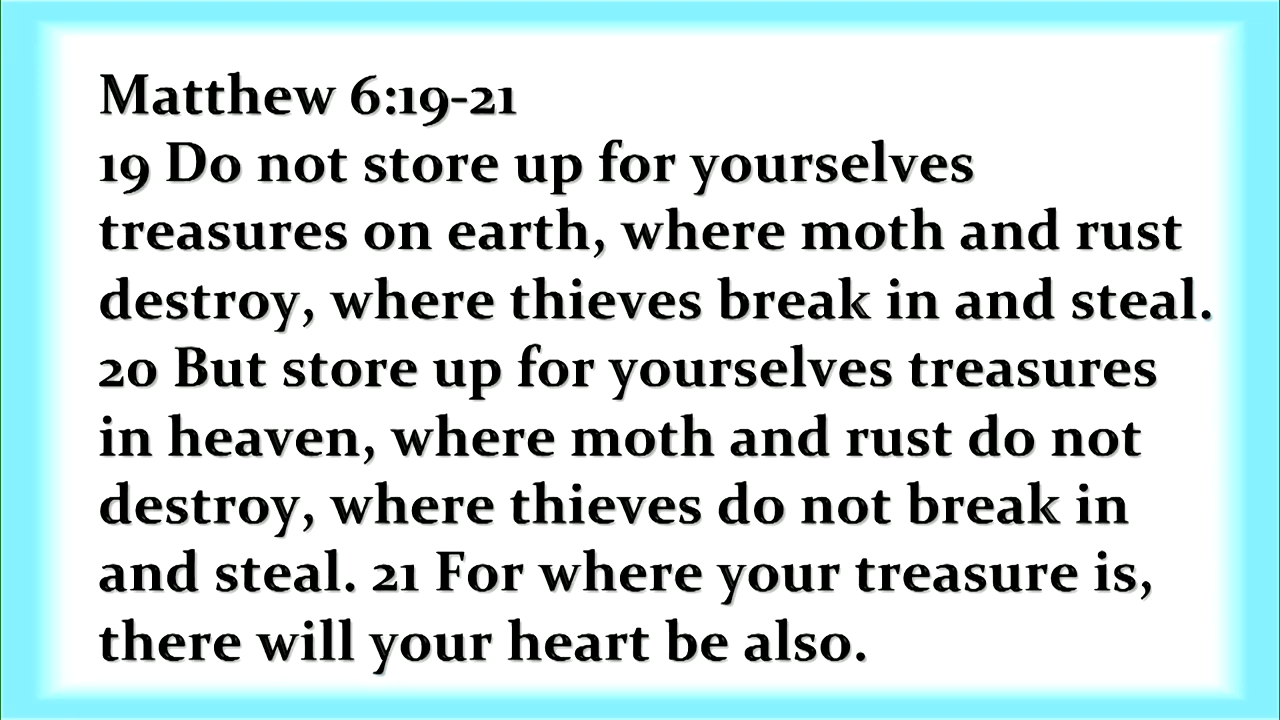 Matthew 6:19-21
19 Do not store up for yourselves
treasures on earth, where moth and rust
destroy, where thieves break in and steal.
20 But store up for yourselves treasures
in heaven, where moth and rust do not
destroy, where thieves do not break in
and steal. 21 For where your treasure is,
there will your heart be also.